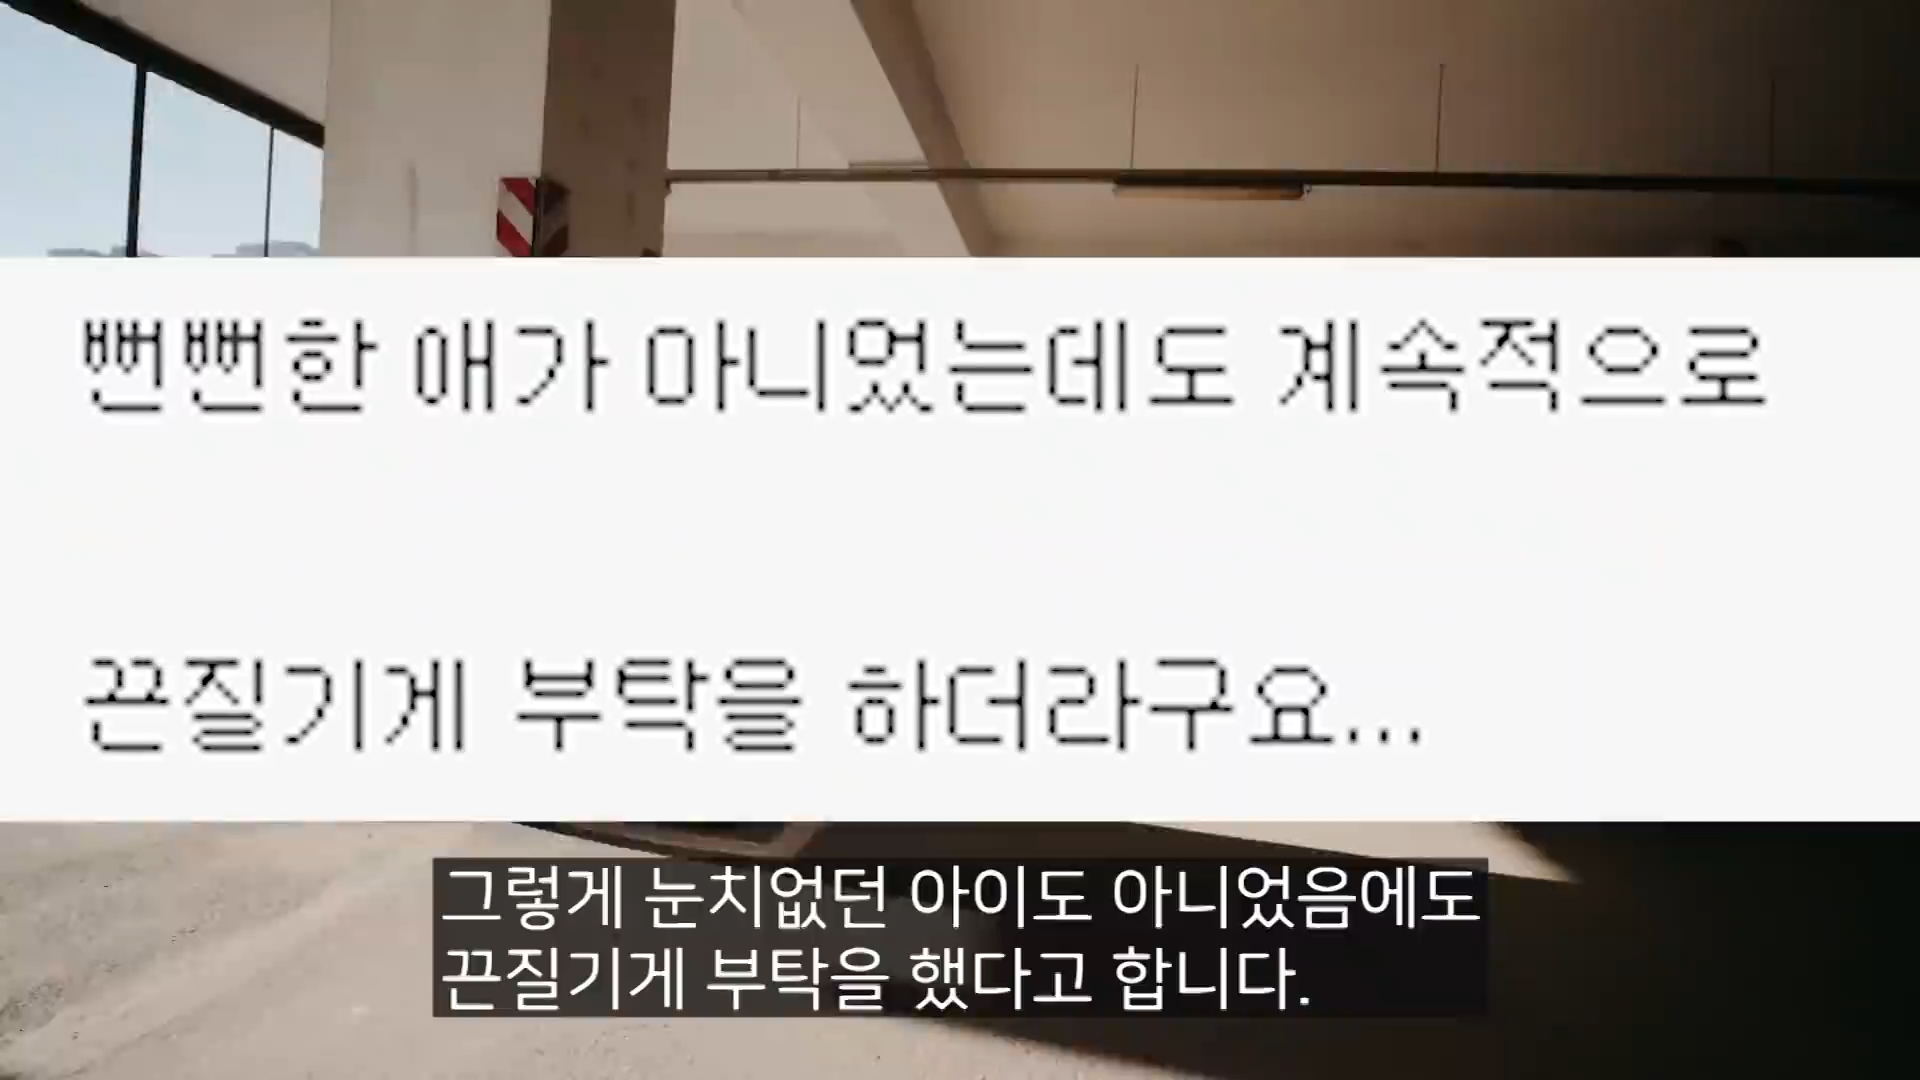 뻔뻔한 애가 아니었는데도 계속적으로
끈질기게 부탁을 하더라구요...
그렇게 눈치없던 아이도 아니었음에도
끈질기게 부탁을 했다고 합니다.